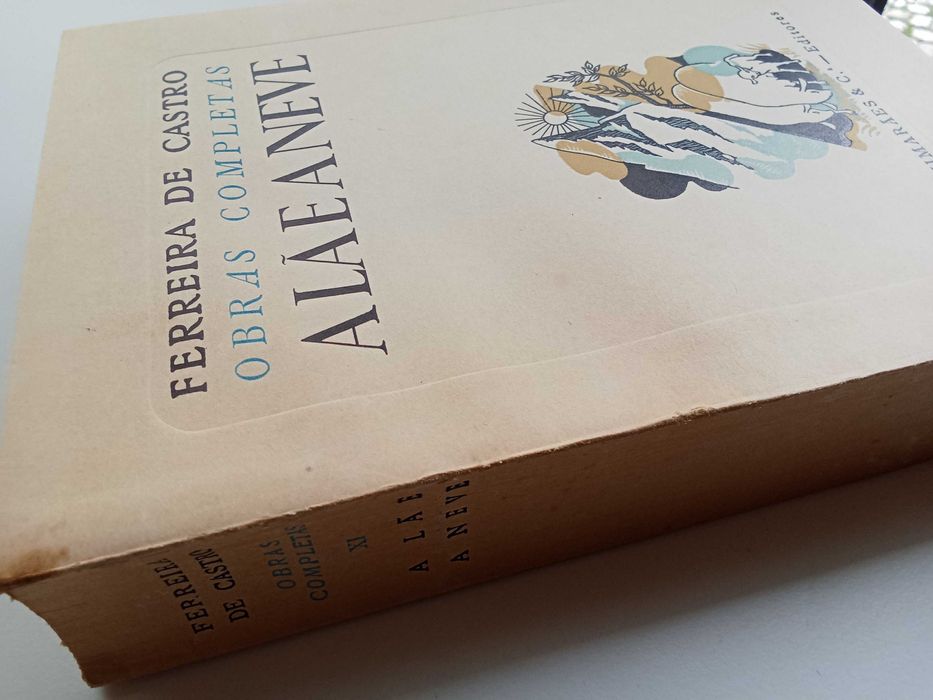 FERREIRA DE CASTRO
OBRAS COMPLETAS
A LÃ E A NEVE
& C.ª — Editores
FERREIRA
DE CASTRO
OBRAS
COMPLETAS
XI
A LÃ E
A NEVE